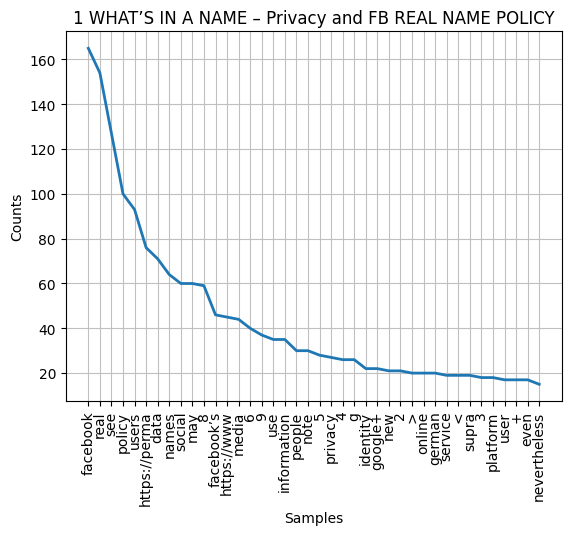 1 WHAT’S IN A NAME – Privacy and FB REAL NAME POLICY
160
140
120
100
80
60
40
20
Counts
facebook
real
see
policy
users
https://perma
data
names
social
may
8
facebook’s
https://www
media
6
9
use
information
people
note
5
privacy
4
g
identity
google+
new
2
>
online
german
service
<
supra
3
platform
user
+
even
nevertheless
Samples